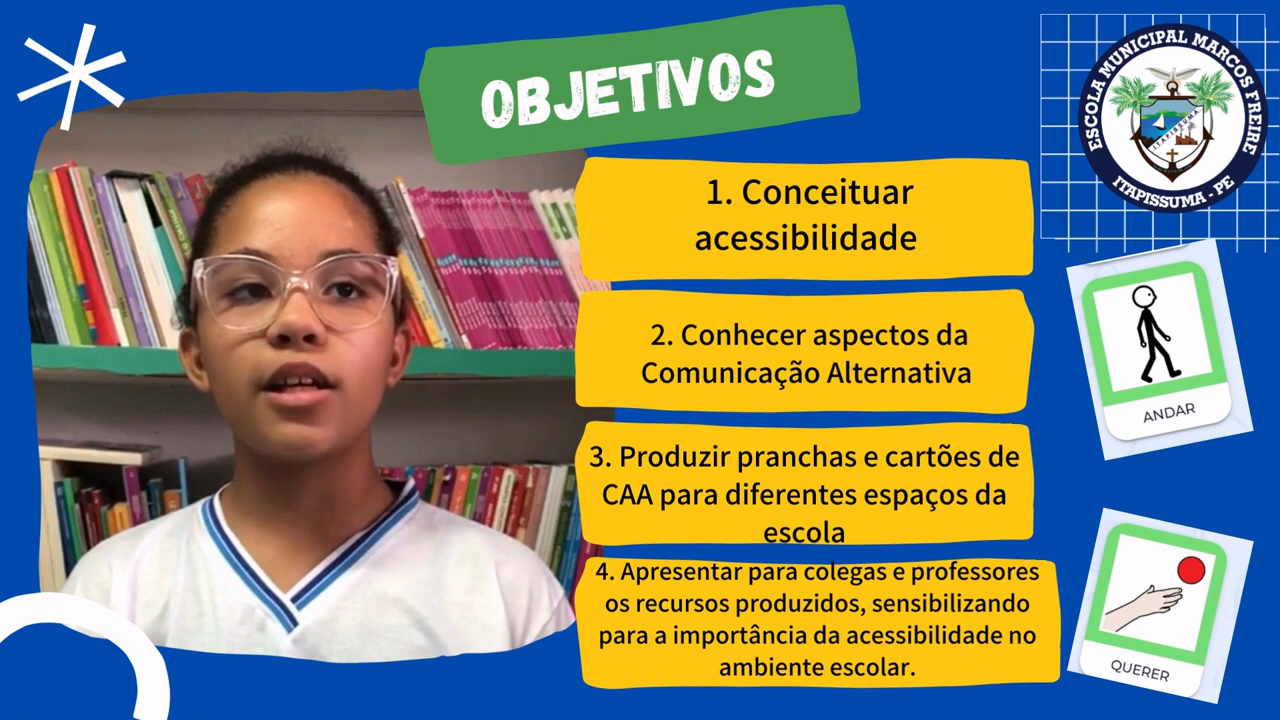 OBJETIVOS
1. Conceituar
acessibilidade
2. Conhecer aspectos da
Comunicação Alternativa
3. Produzir pranchas e cartões de
CAA para diferentes espaços da
escola
4. Apresentar para colegas e professores
os recursos produzidos, sensibilizando
para a importância da acessibilidade no
ambiente escolar.
ESCOLA MUNICIPAL MARCOS FREIRE
ITAPISSUMA
ITAPISSUMA - PE
ANDAR
QUERER